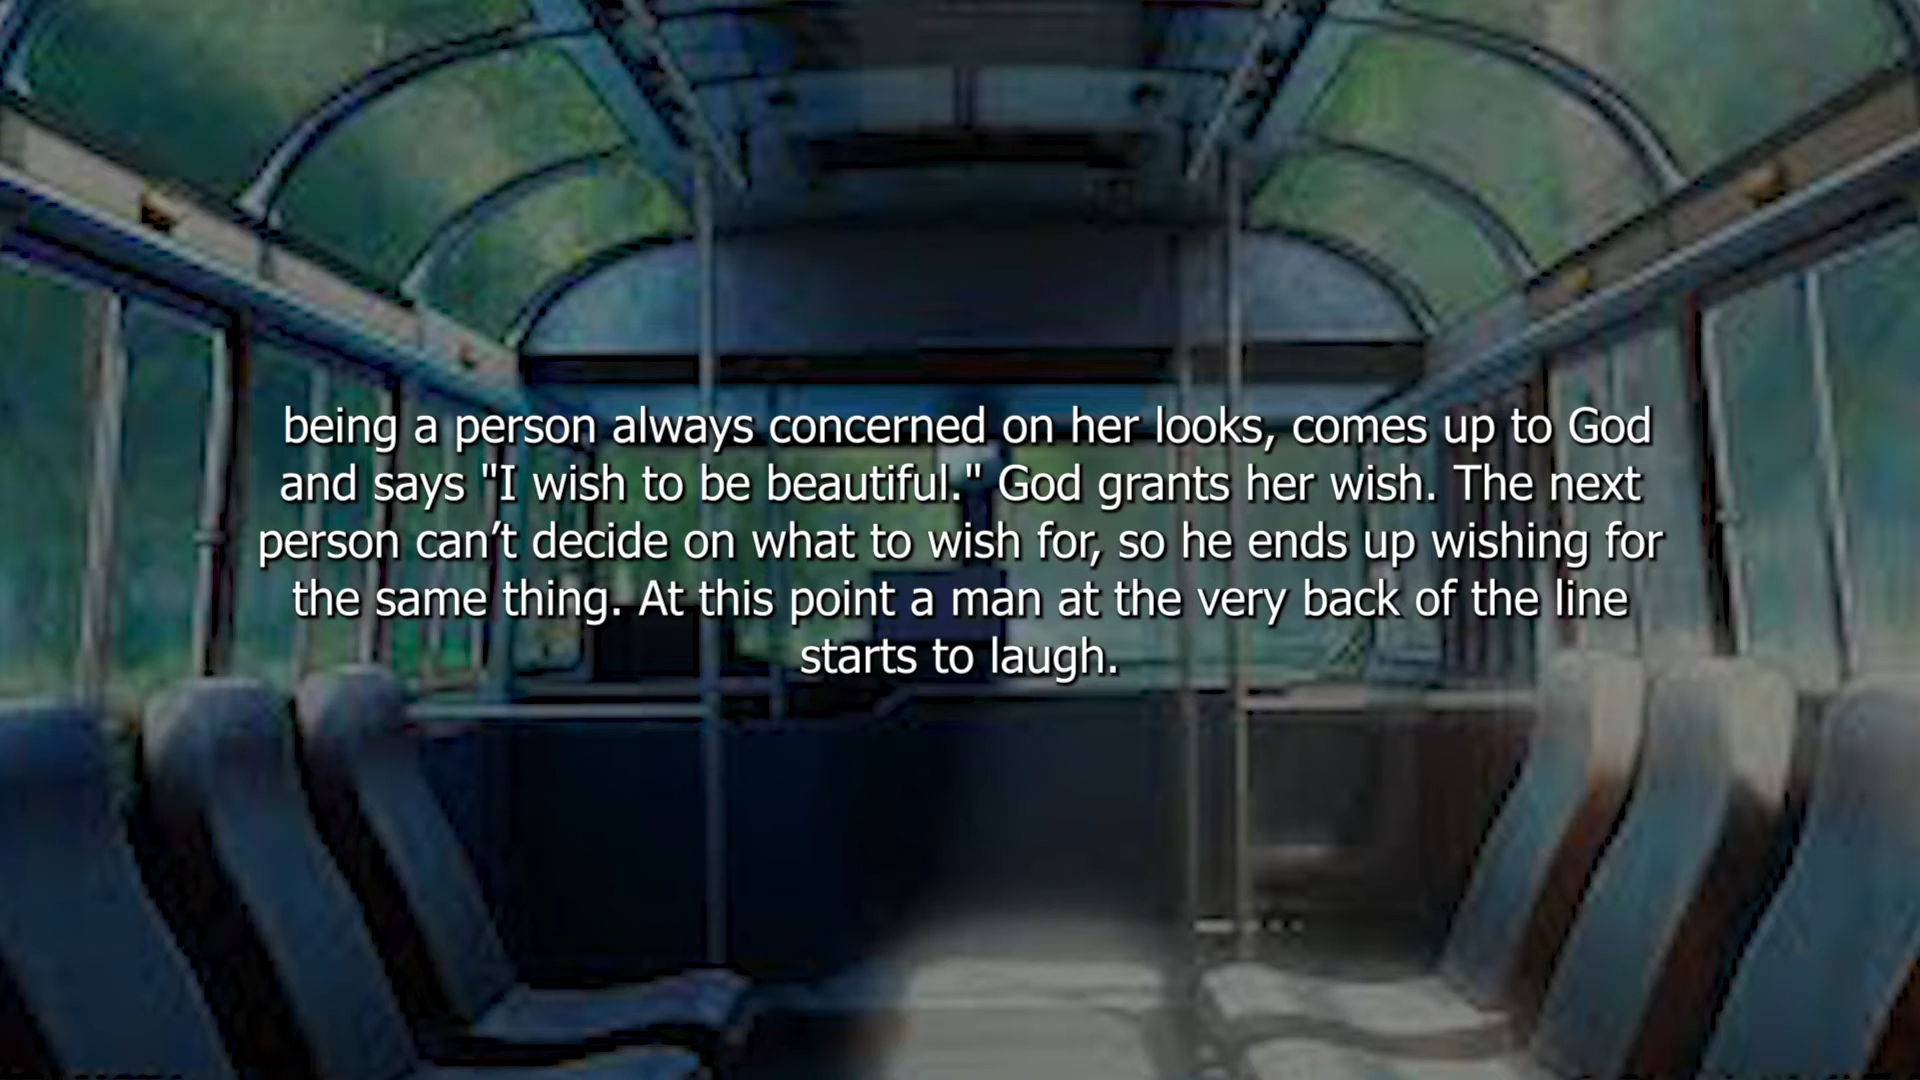 being a person always concerned on her looks, comes up to God
and says "I wish to be beautiful." God grants her wish. The next
person can’t decide on what to wish for, so he ends up wishing for
the same thing. At this point a man at the very back of the line
starts to laugh.